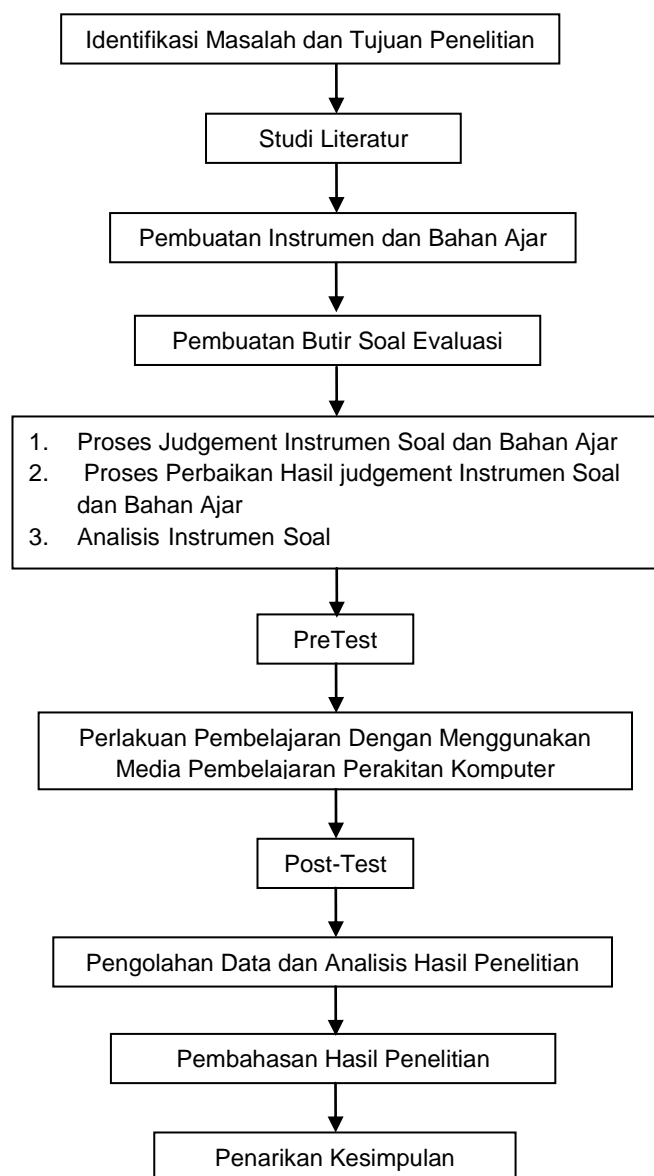 Identifikasi Masalah dan Tujuan Penelitian
Studi Literatur
Pembuatan Instrumen dan Bahan Ajar
Pembuatan Butir Soal Evaluasi
1. Proses Judgement Instrumen Soal dan Bahan Ajar
2. Proses Perbaikan Hasil judgement Instrumen Soal
dan Bahan Ajar
3. Analisis Instrumen Soal
PreTest
Perlakuan Pembelajaran Dengan Menggunakan
Media Pembelajaran Perakitan Komputer
Post-Test
Pengolahan Data dan Analisis Hasil Penelitian
Pembahasan Hasil Penelitian
Penarikan Kesimpulan